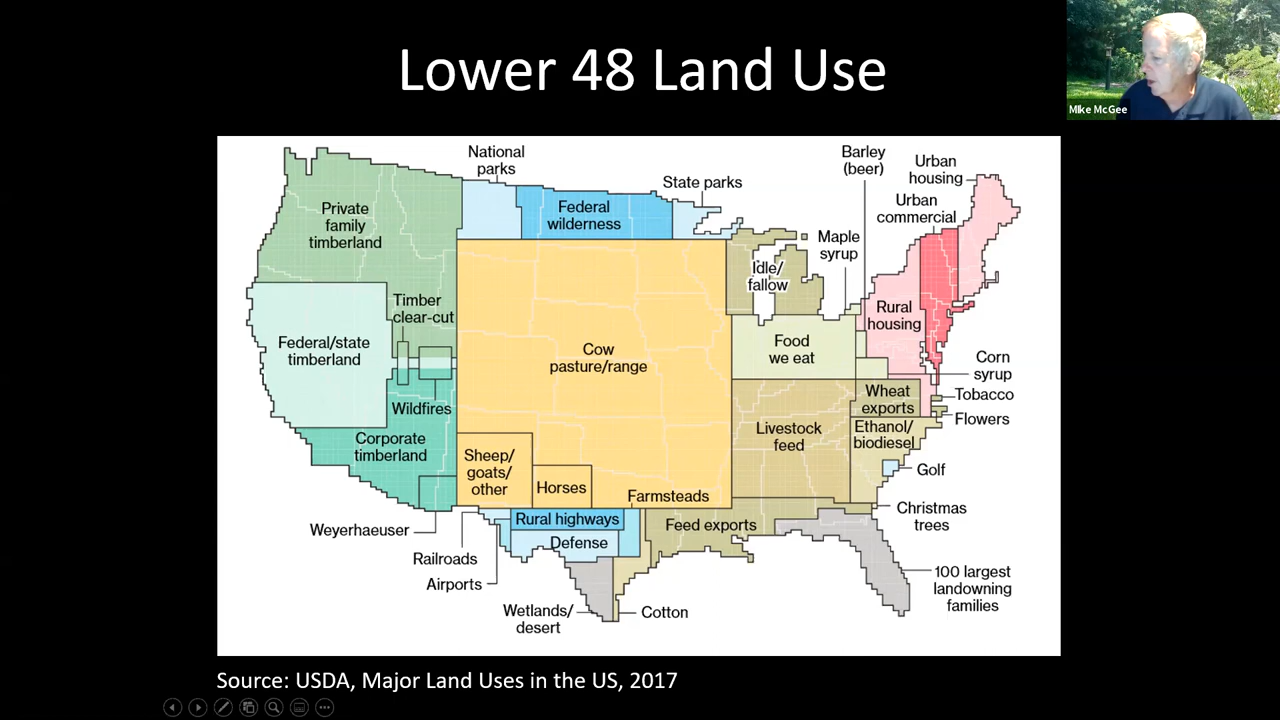 Lower 48 Land Use
MIke McGee
National
parks
Barley
(beer)
Urban
housing
State parks
Urban
commercial
Private
family
timberland
Federal
wilderness
Maple
syrup
Idle/
fallow
Timber
clear-cut
Rural
housing
Federal/state
timberland
Food
we eat
Cow
pasture/range
Corn
syrup
Wheat
exports
Tobacco
Wildfires
Flowers
Livestock
feed
Ethanol/
biodiesel
Corporate
timberland
Sheep/
goats/
other
Golf
Horses
Farmsteads
Christmas
trees
Rural highways
Feed exports
Weyerhaeuser
Defense
Railroads
Airports
100 largest
landowning
families
Wetlands/
desert
Cotton
Source: USDA, Major Land Uses in the US, 2017